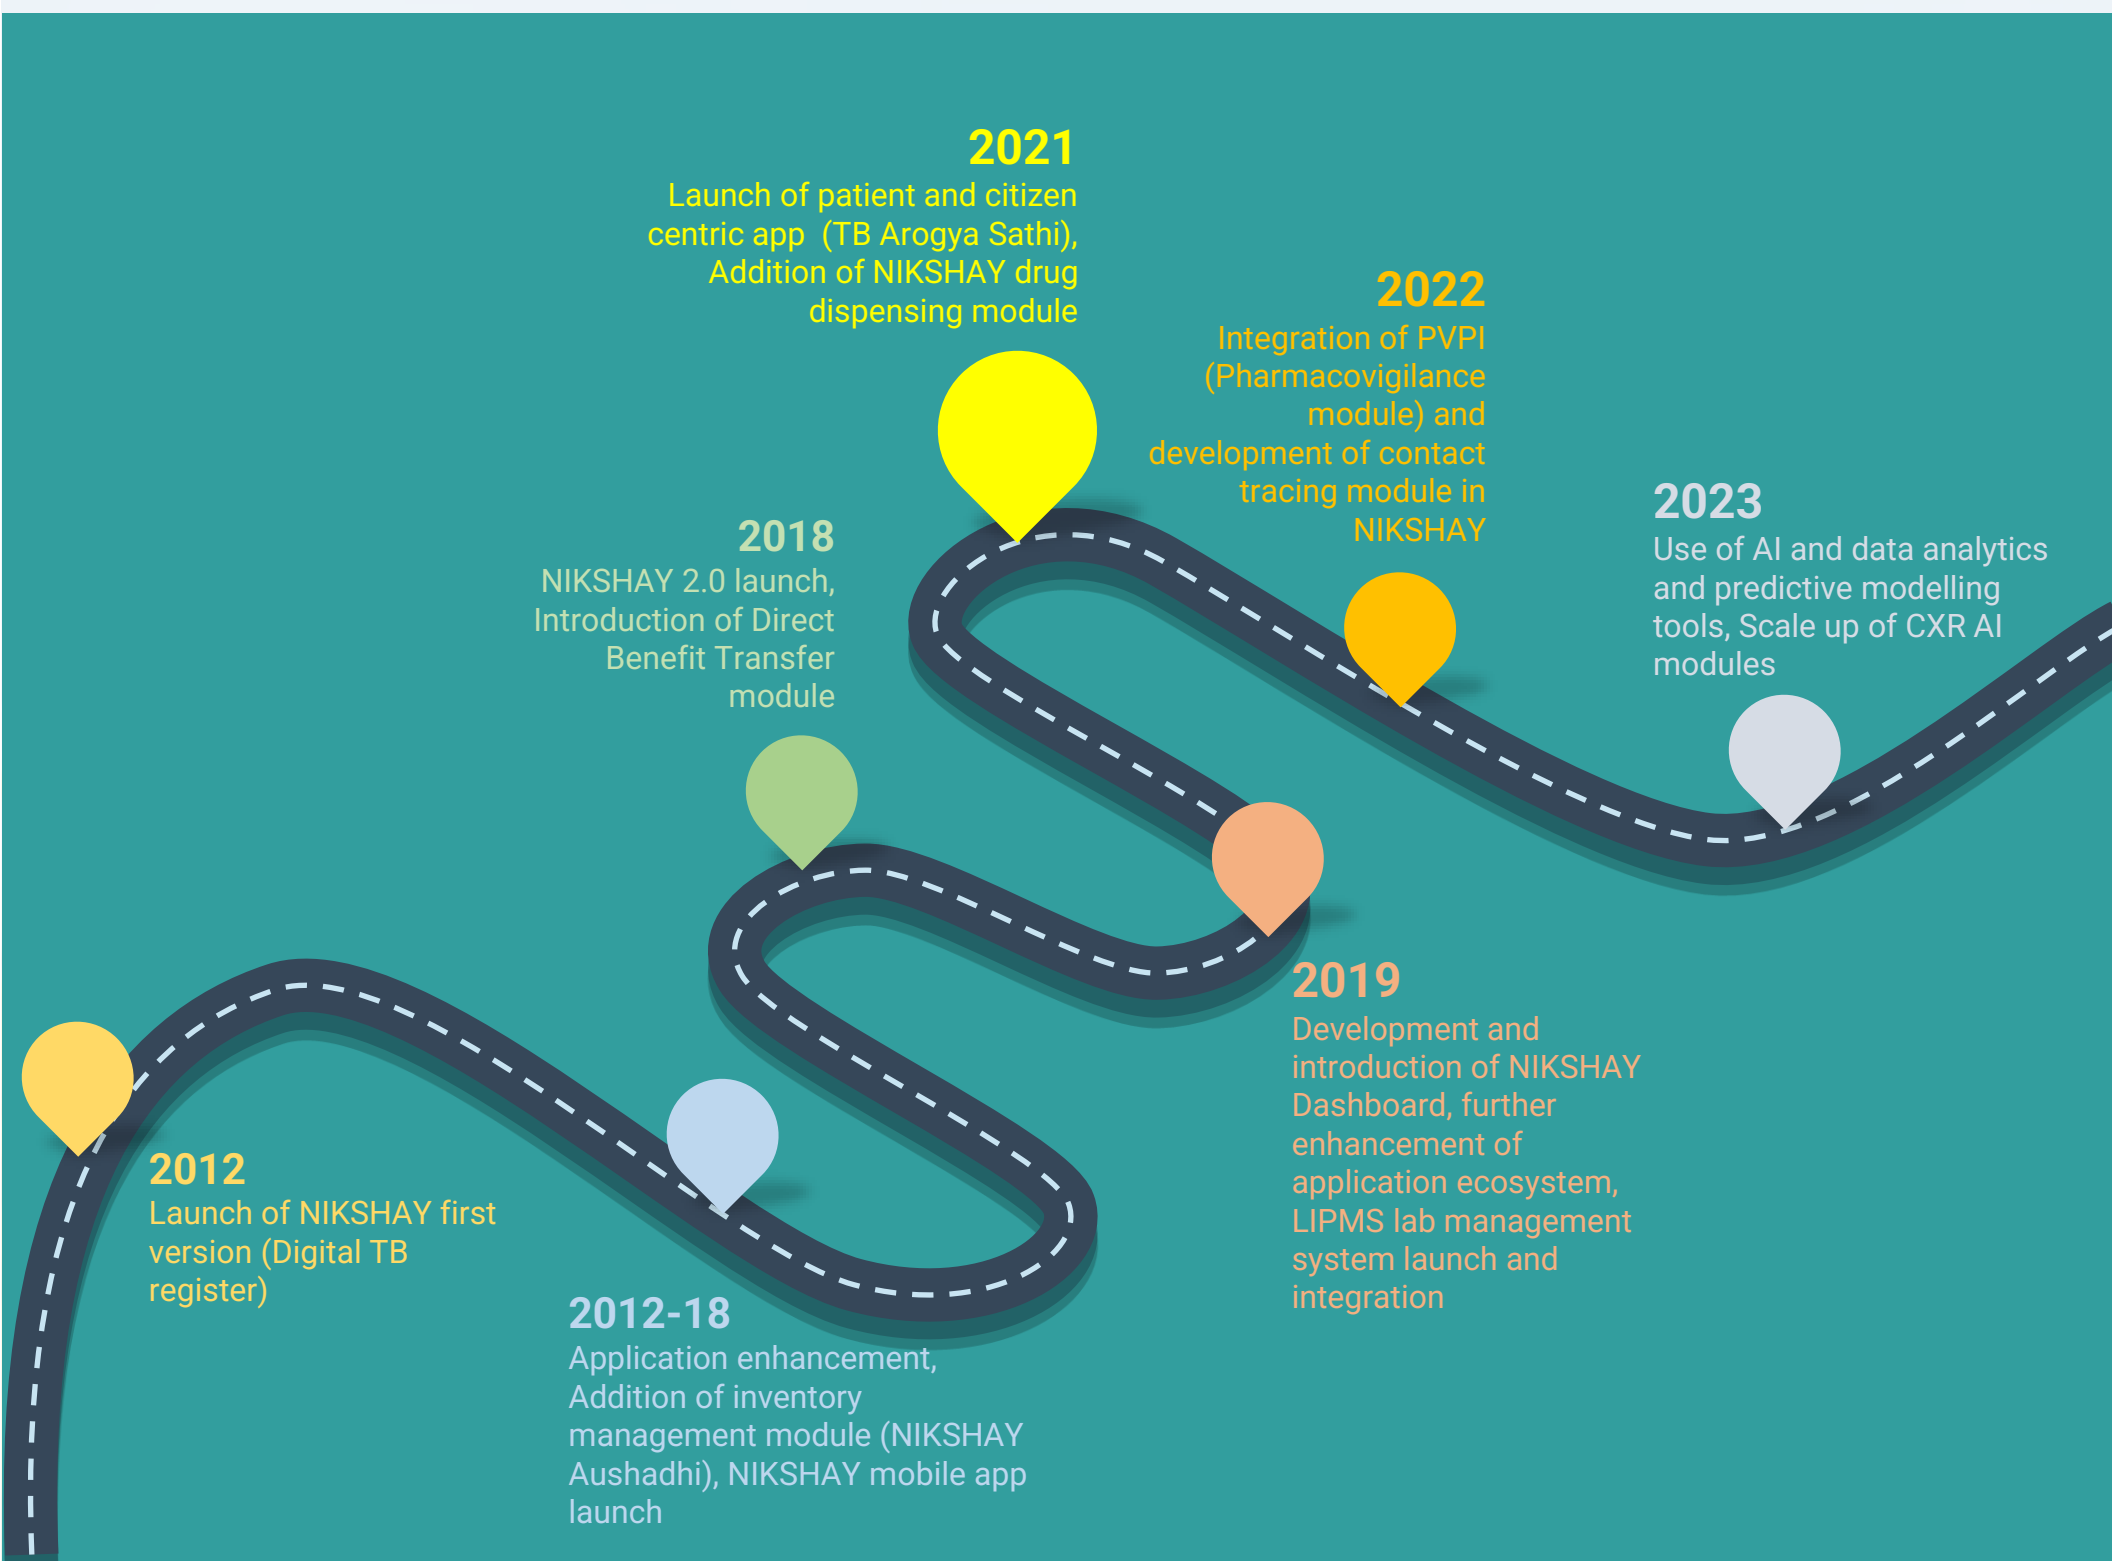 2021
Launch of patient and citizen
centric app  (TB Arogya Sathi),
Addition of NIKSHAY drug
dispensing module
2022
Integration of PVPI
(Pharmacovigilance
module) and
development of contact
tracing module in
NIKSHAY
2023
Use of AI and data analytics
and predictive modelling
tools, Scale up of CXR AI
modules
2018
NIKSHAY 2.0 launch,
Introduction of Direct
Benefit Transfer
module
2019
Development and
introduction of NIKSHAY
Dashboard, further
enhancement of
application ecosystem,
LIPMS lab management
system launch and
integration
2012
Launch of NIKSHAY first
version (Digital TB
register)
2012-18
Application enhancement,
Addition of inventory
management module (NIKSHAY
Aushadhi), NIKSHAY mobile app
launch